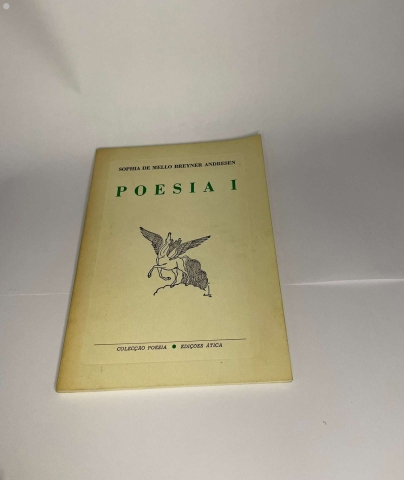 SOPHIA DE MELLO BREYNER ANDRESEN
POESIA I
COLECÇÃO POESIA ● EDIÇÕES ÁTICA